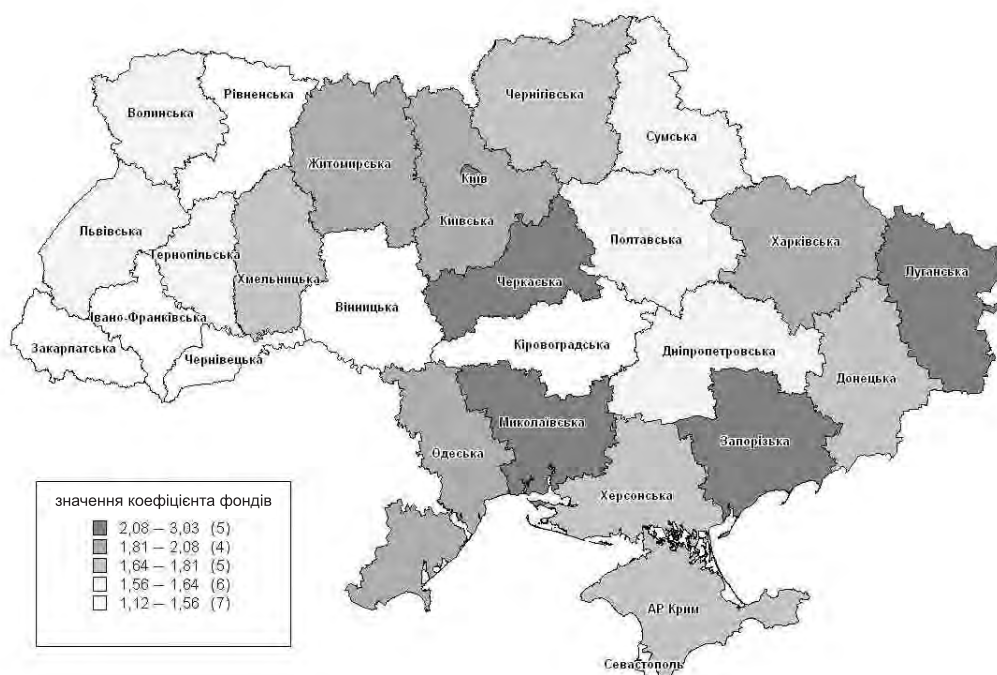 Рівненська
Волинська
Чернігівська
Сумська
Житомирська
Київ
Київська
Львівська
Тернопільська
Хмельницька
Полтавська
Харківська
Луганська
Черкаська
Вінницька
Івано-Франківська
Закарпатська
Чернівецька
Кіровоградська
Дніпропетровська
Донецька
Миколаївська
Запорізька
Одеська
Херсонська
АР Крим
Севастополь
значення коефіцієнта фондів
2,08 – 3,03 (5)
1,81 – 2,08 (4)
1,64 – 1,81 (5)
1,56 – 1,64 (6)
1,12 – 1,56 (7)